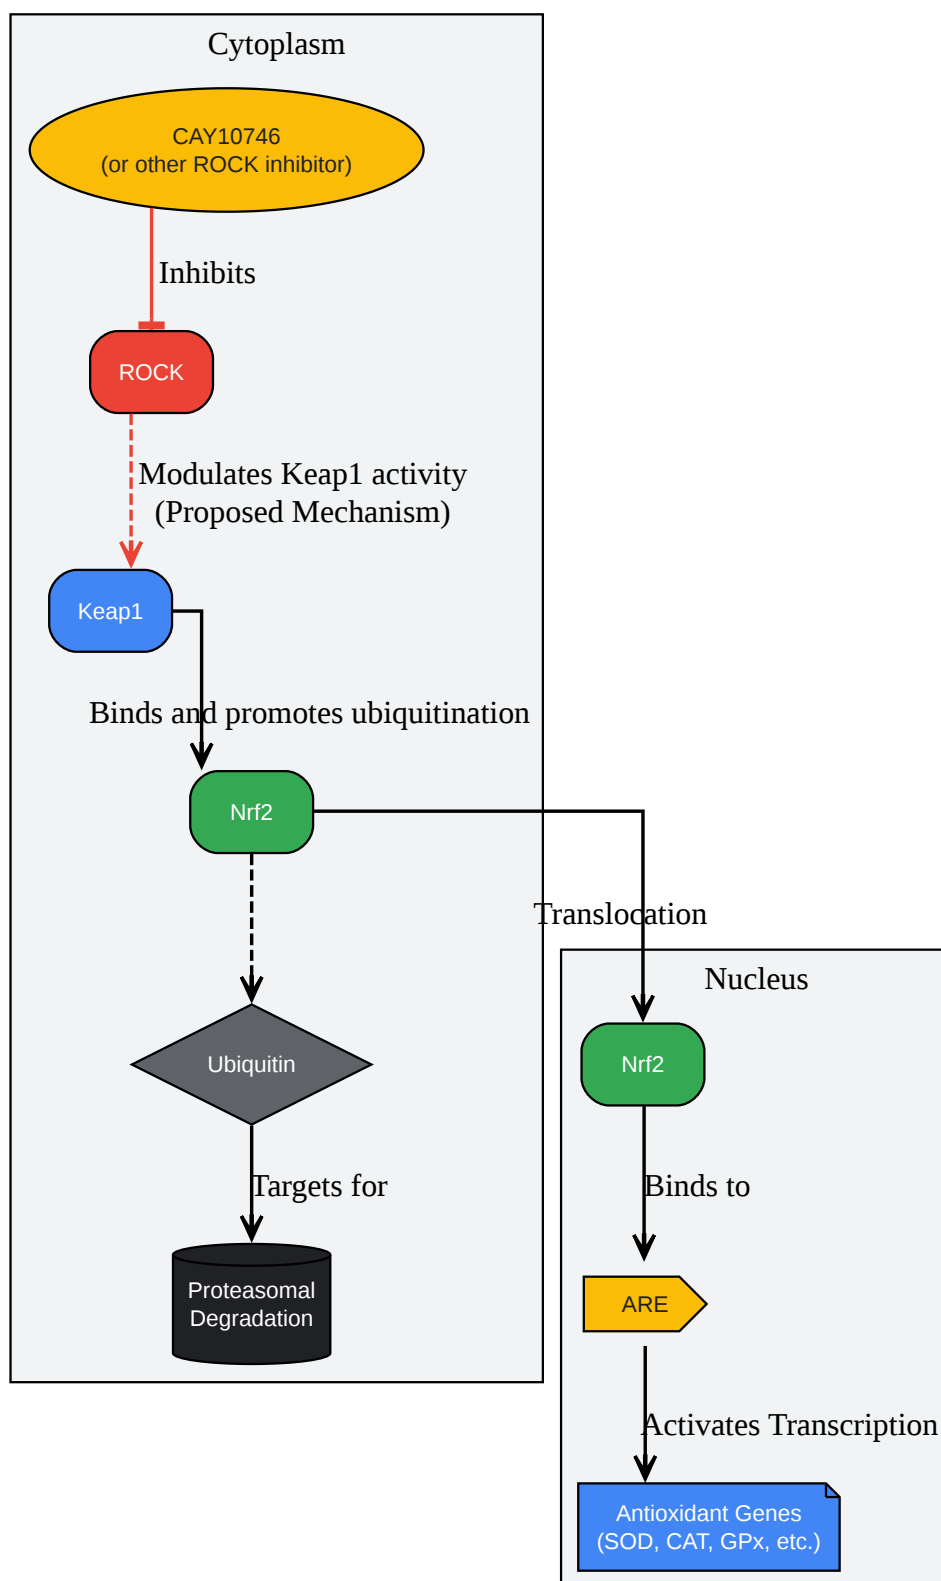 Cytoplasm
CAY10746
(or other ROCK inhibitor)
Inhibits
ROCK
Modulates Keap1 activity
(Proposed Mechanism)
Keap1
Binds and promotes ubiquitination
Nrf2
Translocation
Nucleus
Ubiquitin
Nrf2
Targets for
Binds to
Proteasomal
Degradation
ARE
Activates Transcription
Antioxidant Genes
(SOD, CAT, GPx, etc.)